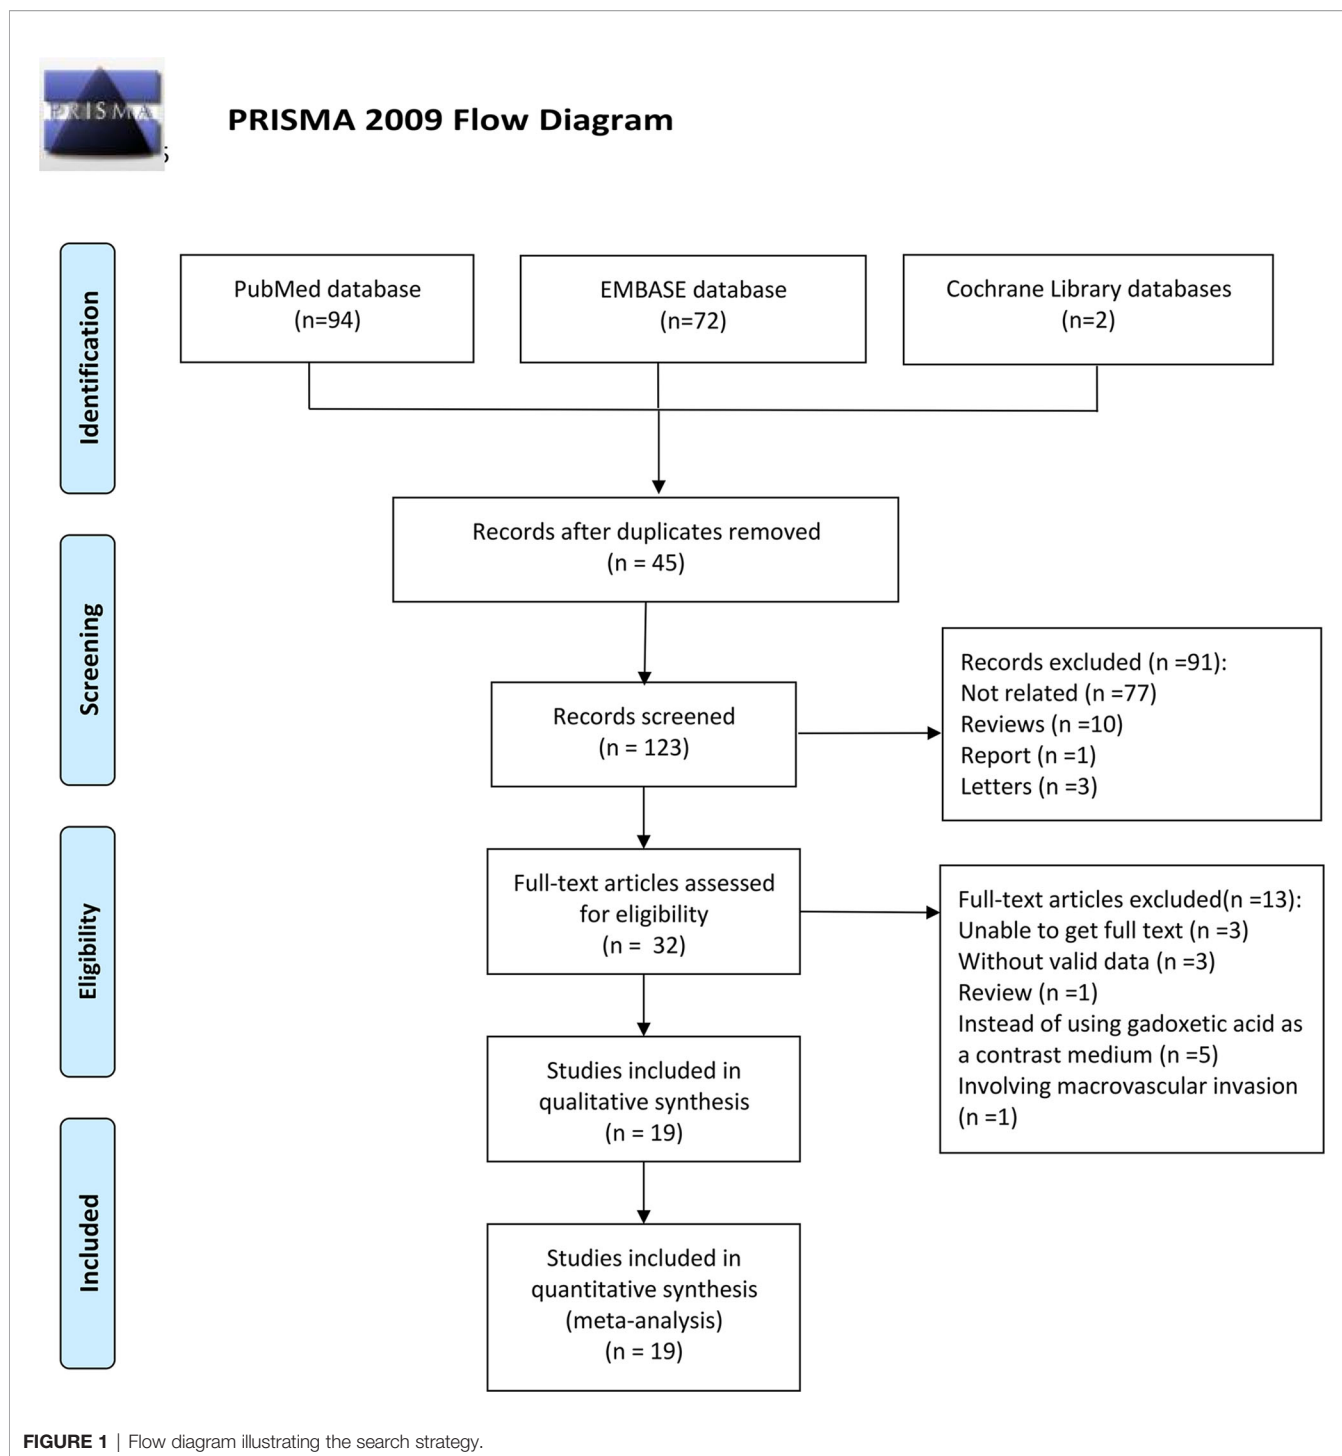 PRISMA
PRISMA 2009 Flow Diagram
Identification
PubMed database
(n=94)
EMBASE database
(n=72)
Cochrane Library databases
(n=2)
Records after duplicates removed
(n = 45)
Screening
Records screened
(n = 123)
Records excluded (n =91):
Not related (n =77)
Reviews (n =10)
Report (n =1)
Letters (n =3)
Eligibility
Full-text articles assessed
for eligibility
(n = 32)
Full-text articles excluded(n =13):
Unable to get full text (n =3)
Without valid data (n =3)
Review (n =1)
Instead of using gadoxetic acid as
a contrast medium (n =5)
Involving macrovascular invasion
(n =1)
Studies included in
qualitative synthesis
(n = 19)
Included
Studies included in
quantitative synthesis
(meta-analysis)
(n = 19)
FIGURE 1 | Flow diagram illustrating the search strategy.